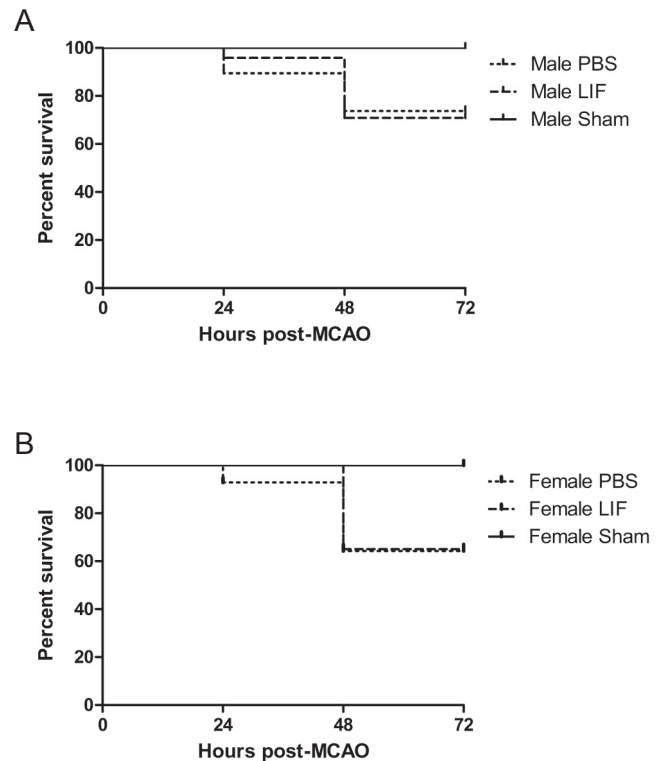 A
100
80
60
40
20
0
Percent survival
0 24 48 72
Hours post-MCAO
Male PBS
Male LIF
Male Sham
B
100
80
60
40
20
0
Percent survival
0 24 48 72
Hours post-MCAO
Female PBS
Female LIF
Female Sham